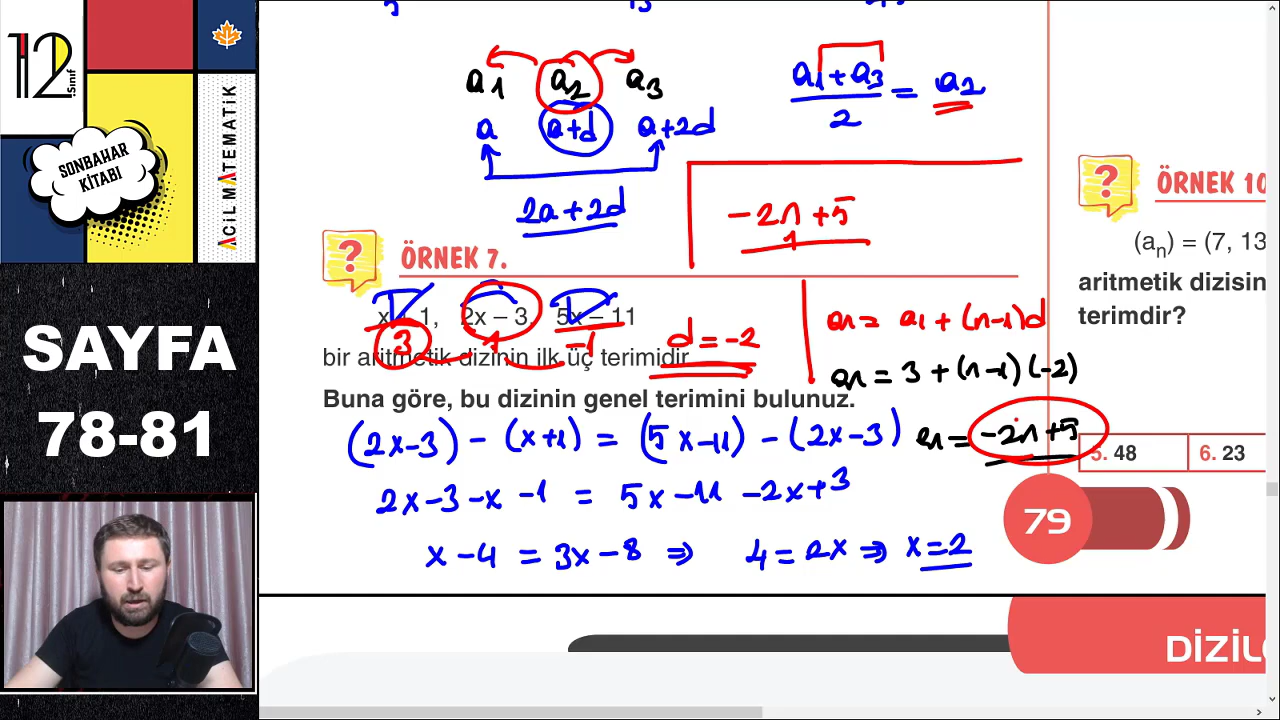 12
.Sınıf
SONBAHAR
KİTABI
ACİLMATEMATİK
SAYFA
78-81
a1 a2 a3
a a+d a+2d
2a+2d
a1+a3
2
= a2
-2n+5
1
ÖRNEK 7.
x + 1, 2x – 3, 5x – 11
3 1 -1
d = -2
bir aritmetik dizinin ilk üç terimidir.
Buna göre, bu dizinin genel terimini bulunuz.
an = a1 + (n-1)d
an = 3 + (n-1)(-2)
an = -2n+5
(2x-3) - (x+1) = (5x-11) - (2x-3)
2x-3-x-1 = 5x-11-2x+3
x-4 = 3x-8 ⇒ 4 = 2x ⇒ x=2
ÖRNEK 10
(an) = (7, 13
aritmetik dizisin
terimdir?
5. 48 6. 23
79
DİZİL